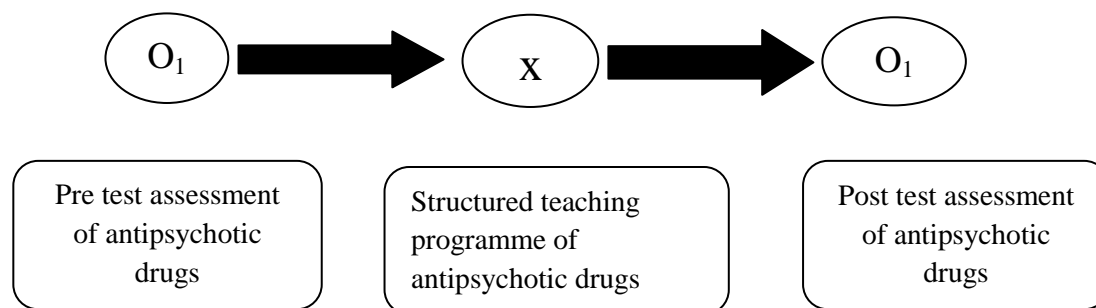 O₁
X
O₁
Pre test assessment
of antipsychotic
drugs
Structured teaching
programme of
antipsychotic drugs
Post test assessment
of antipsychotic
drugs